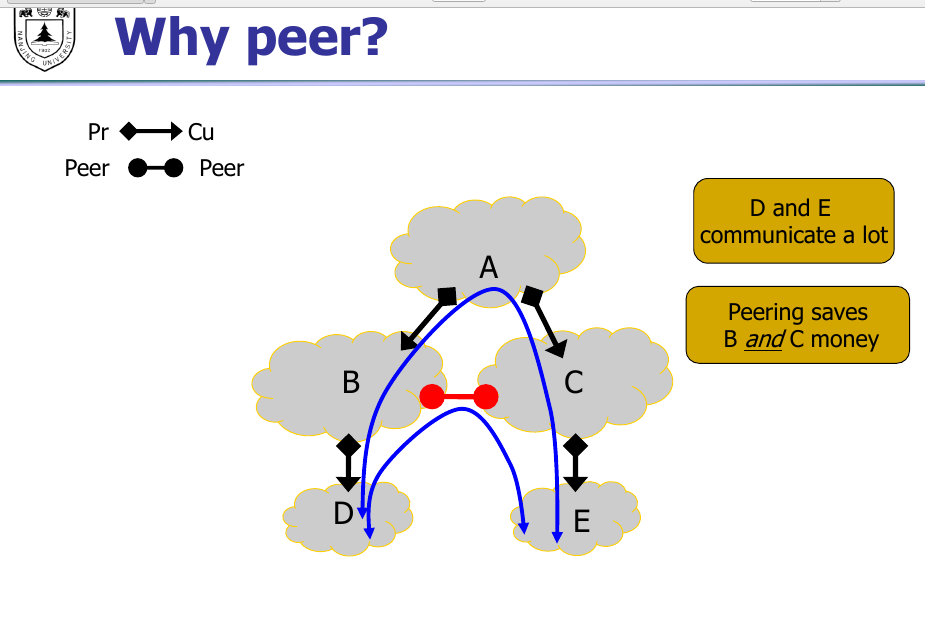 Why peer?
NANJING UNIVERSITY
1902
Pr Cu
Peer Peer
D and E
communicate a lot
Peering saves
B and C money
A
B
C
D
E